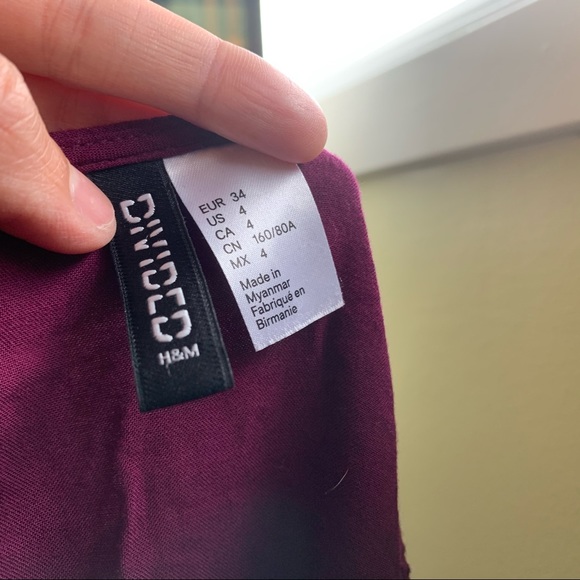 DIVIDED
H&M
EUR 34
US 4
CA 4
CN 160/80A
MX 4
Made in
Myanmar
Fabriqué en
Birmanie